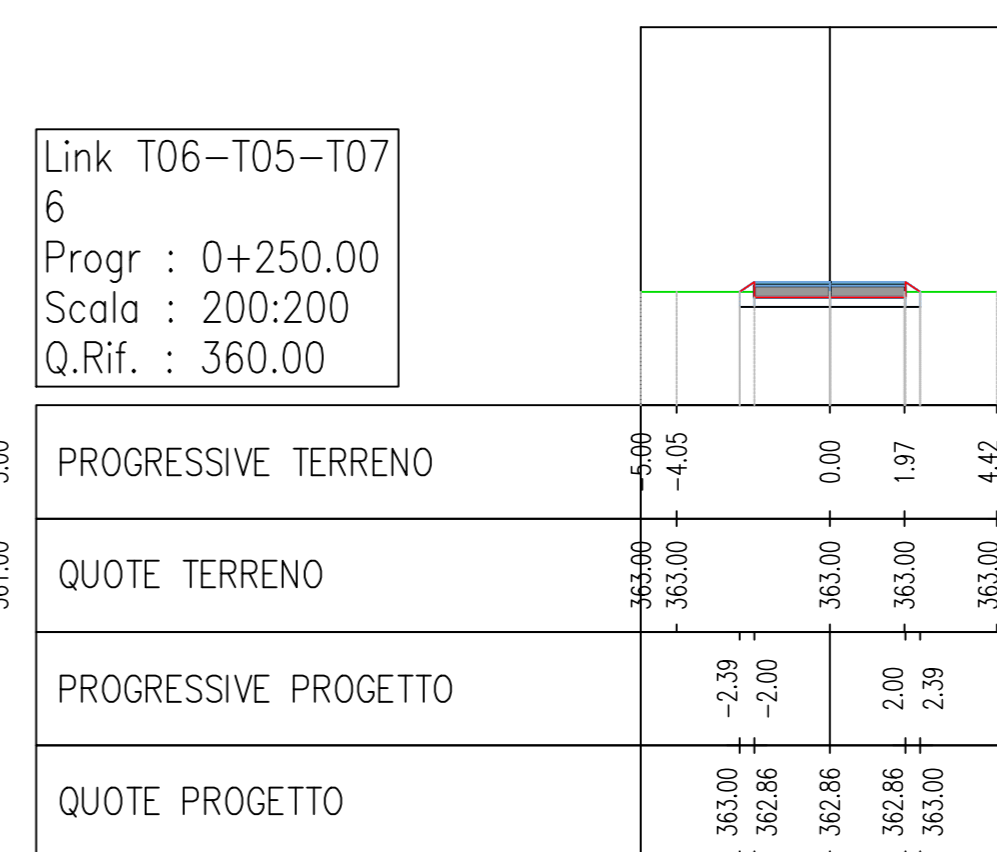 Link T06-T05-T07
6
Progr : 0+250.00
Scala : 200:200
Q.Rif. : 360.00
PROGRESSIVE TERRENO
-5.00 -4.05 0.00 1.97 4.42
QUOTE TERRENO
363.00 363.00 363.00 363.00 363.00
PROGRESSIVE PROGETTO
-2.39 -2.00 2.00 2.39
QUOTE PROGETTO
363.00 362.86 362.86 362.86 363.00